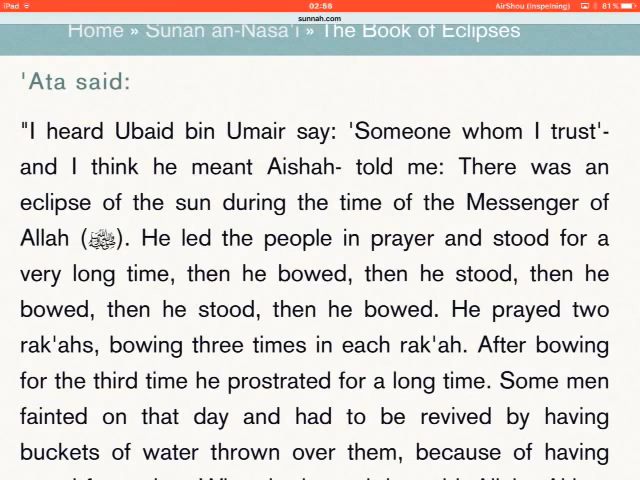 iPad
02:56
AirShou (Inspelning)
81 %
sunnah.com
Home » Sunan an-Nasa'i » The Book of Eclipses
'Ata said:
"I heard Ubaid bin Umair say: 'Someone whom I trust'-
and I think he meant Aishah- told me: There was an
eclipse of the sun during the time of the Messenger of
Allah (ﷺ). He led the people in prayer and stood for a
very long time, then he bowed, then he stood, then he
bowed, then he stood, then he bowed. He prayed two
rak'ahs, bowing three times in each rak'ah. After bowing
for the third time he prostrated for a long time. Some men
fainted on that day and had to be revived by having
buckets of water thrown over them, because of having